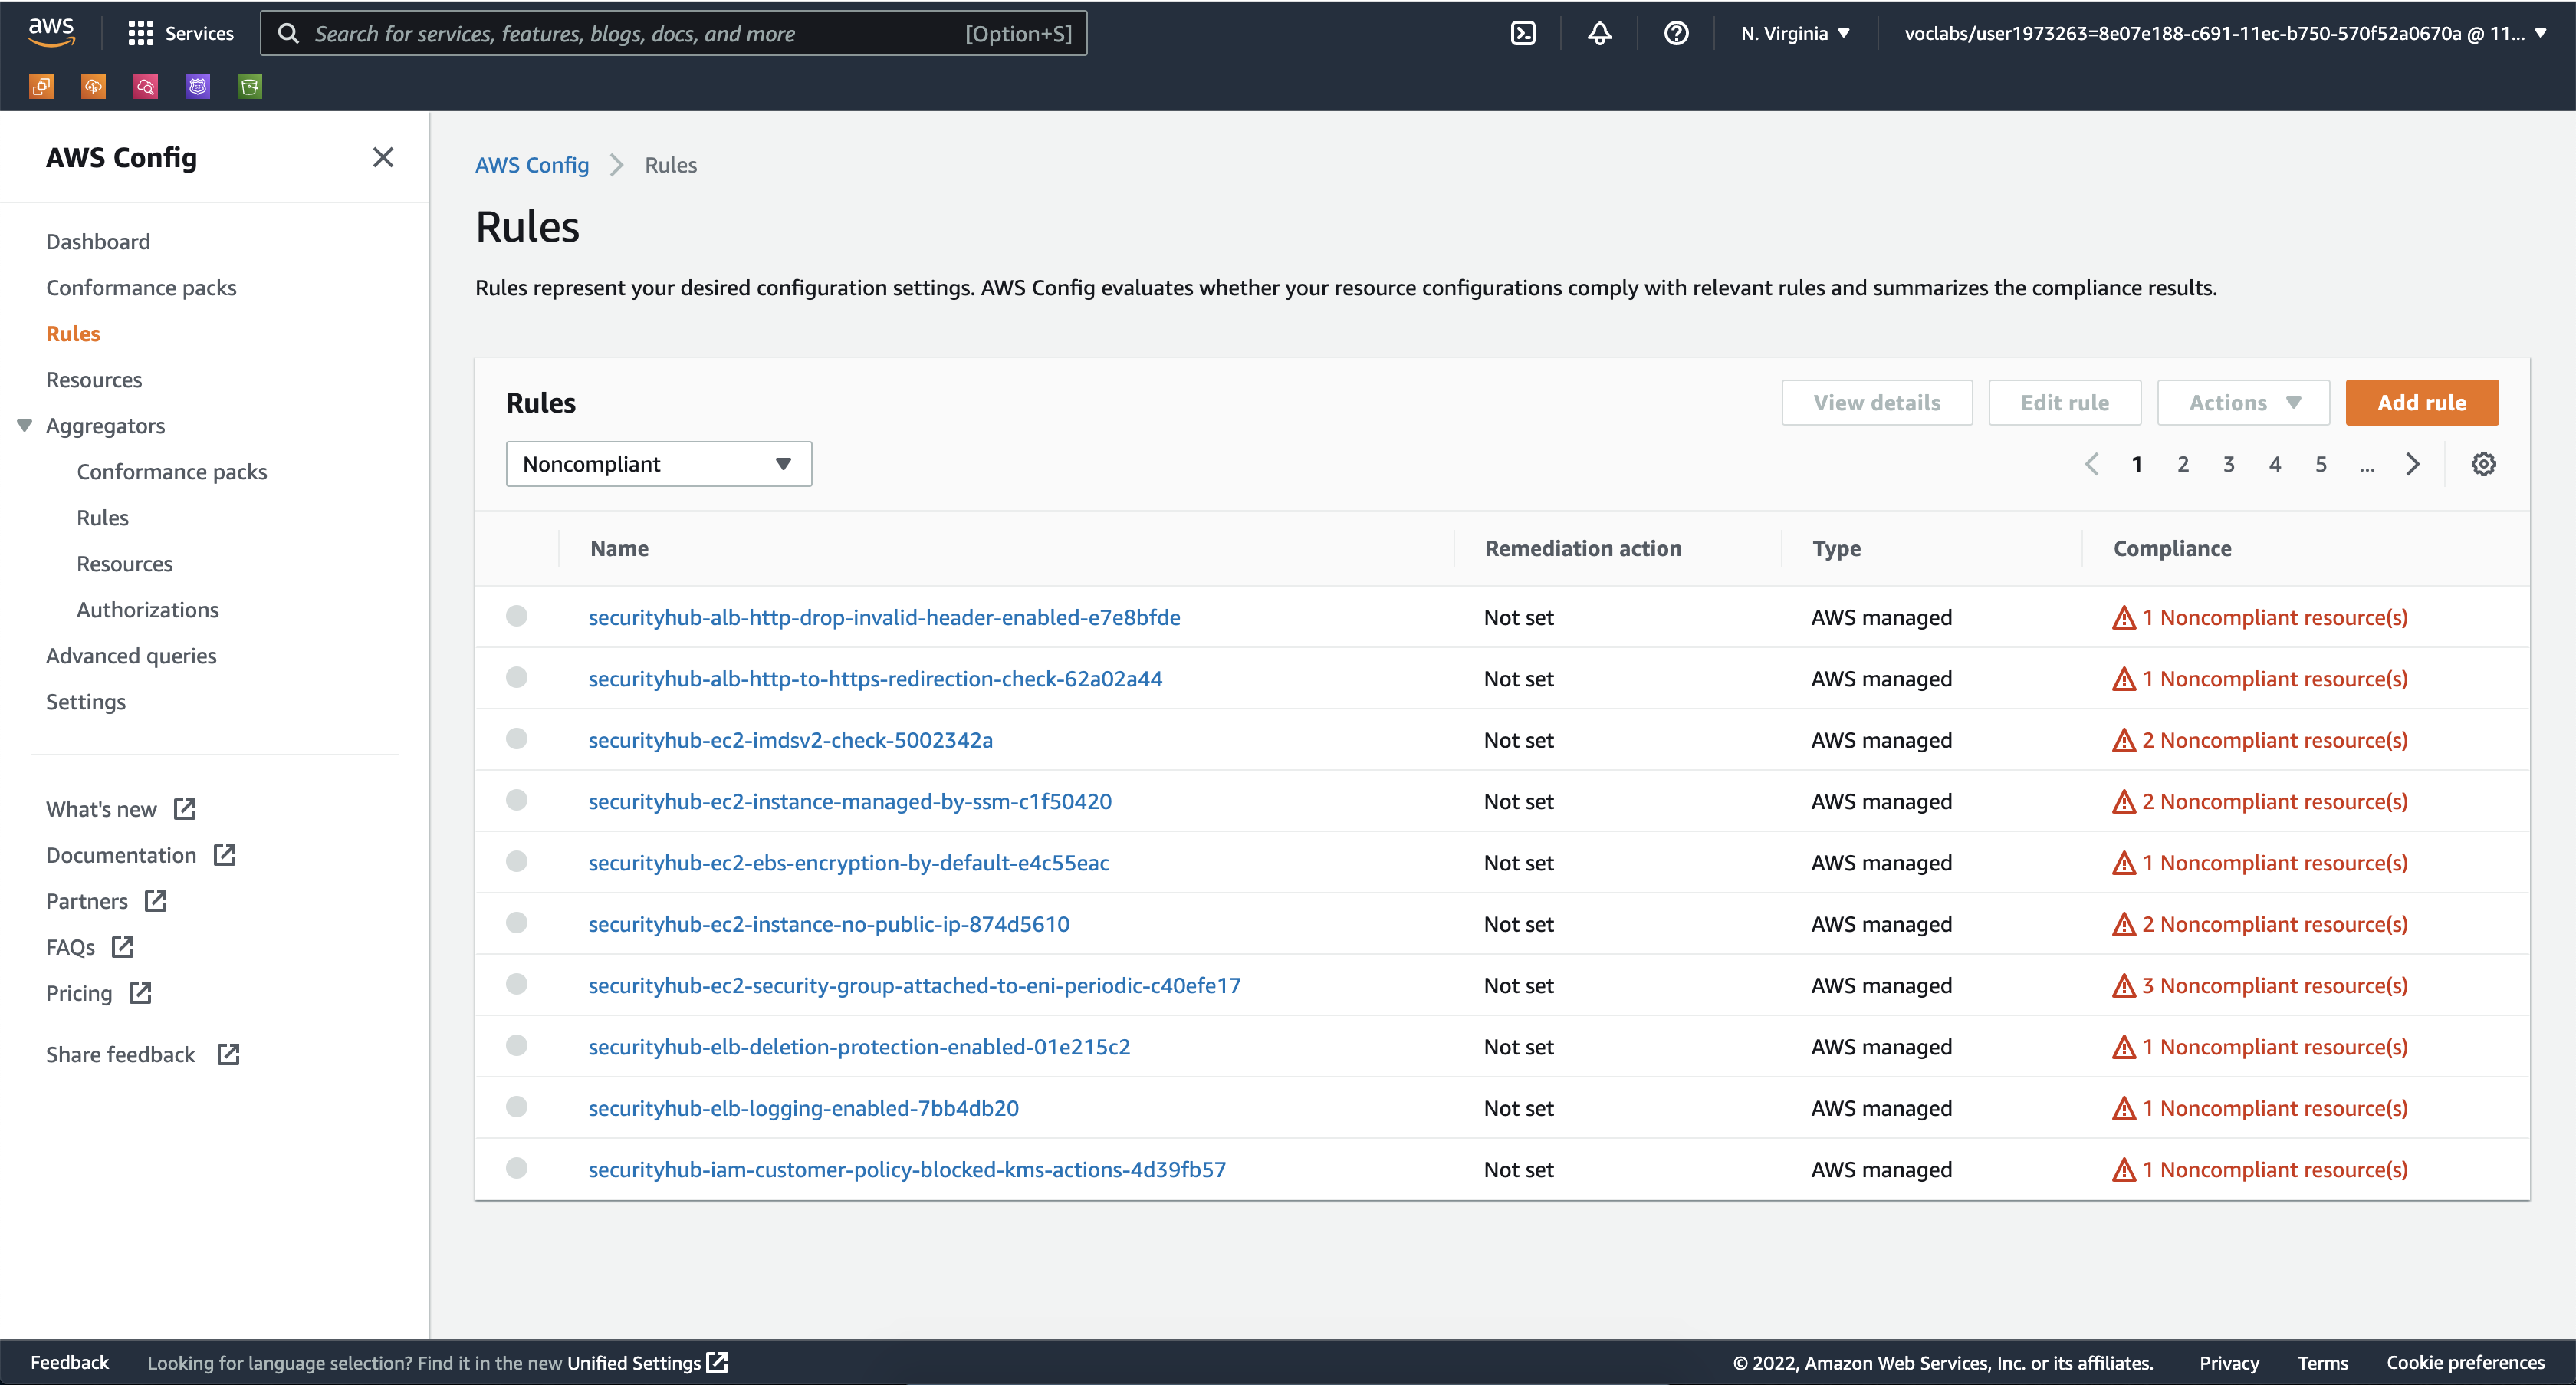 aws Services Search for services, features, blogs, docs, and more [Option+S] N. Virginia ▼ voclabs/user1973263=8e07e188-c691-11ec-b750-570f52a0670a @ 11... ▼
AWS Config
Dashboard
Conformance packs
Rules
Resources
Aggregators
Conformance packs
Rules
Resources
Authorizations
Advanced queries
Settings
What's new
Documentation
Partners
FAQs
Pricing
Share feedback
AWS Config > Rules
Rules
Rules represent your desired configuration settings. AWS Config evaluates whether your resource configurations comply with relevant rules and summarizes the compliance results.
Rules View details Edit rule Actions ▼ Add rule
Noncompliant ▼ < 1 2 3 4 5 ... >
Name Remediation action Type Compliance
securityhub-alb-http-drop-invalid-header-enabled-e7e8bfde Not set AWS managed 1 Noncompliant resource(s)
securityhub-alb-http-to-https-redirection-check-62a02a44 Not set AWS managed 1 Noncompliant resource(s)
securityhub-ec2-imdsv2-check-5002342a Not set AWS managed 2 Noncompliant resource(s)
securityhub-ec2-instance-managed-by-ssm-c1f50420 Not set AWS managed 2 Noncompliant resource(s)
securityhub-ec2-ebs-encryption-by-default-e4c55eac Not set AWS managed 1 Noncompliant resource(s)
securityhub-ec2-instance-no-public-ip-874d5610 Not set AWS managed 2 Noncompliant resource(s)
securityhub-ec2-security-group-attached-to-eni-periodic-c40efe17 Not set AWS managed 3 Noncompliant resource(s)
securityhub-elb-deletion-protection-enabled-01e215c2 Not set AWS managed 1 Noncompliant resource(s)
securityhub-elb-logging-enabled-7bb4db20 Not set AWS managed 1 Noncompliant resource(s)
securityhub-iam-customer-policy-blocked-kms-actions-4d39fb57 Not set AWS managed 1 Noncompliant resource(s)
Feedback Looking for language selection? Find it in the new Unified Settings © 2022, Amazon Web Services, Inc. or its affiliates. Privacy Terms Cookie preferences